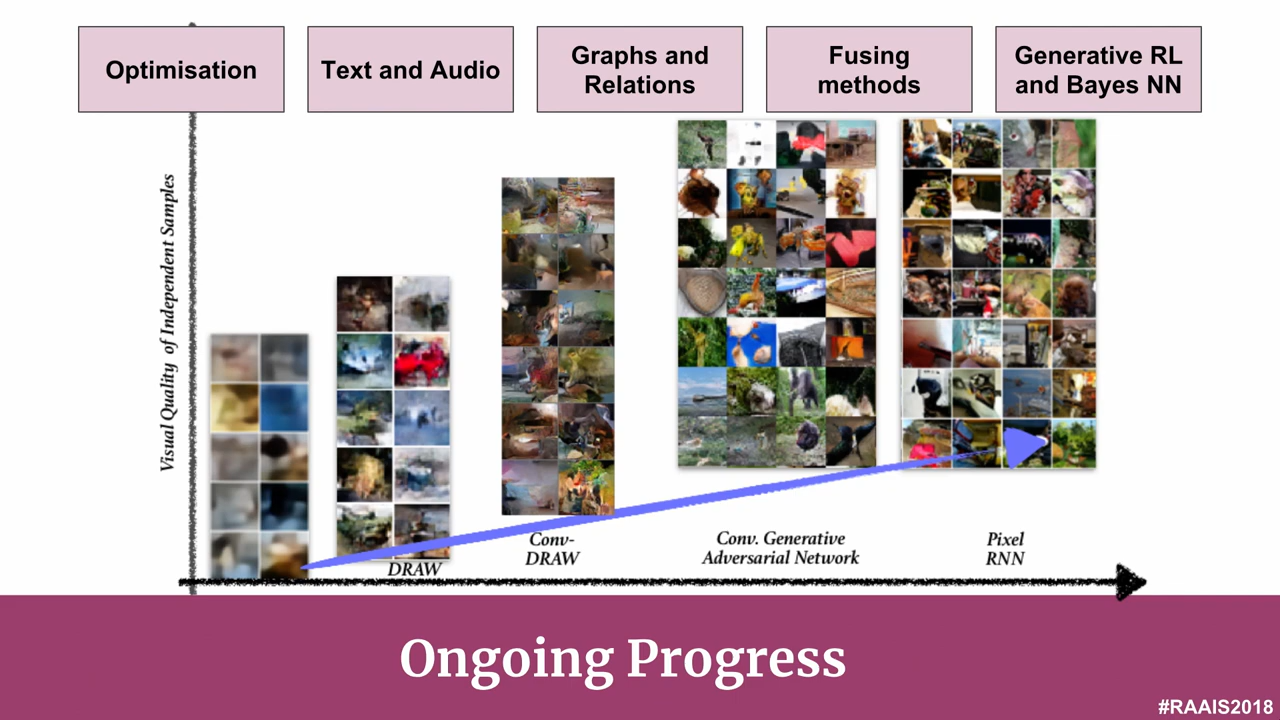 Optimisation
Text and Audio
Graphs and
Relations
Fusing
methods
Generative RL
and Bayes NN
Visual Quality of Independent Samples
DRAW
Conv-
DRAW
Conv. Generative
Adversarial Network
Pixel
RNN
Ongoing Progress
#RAAIS2018